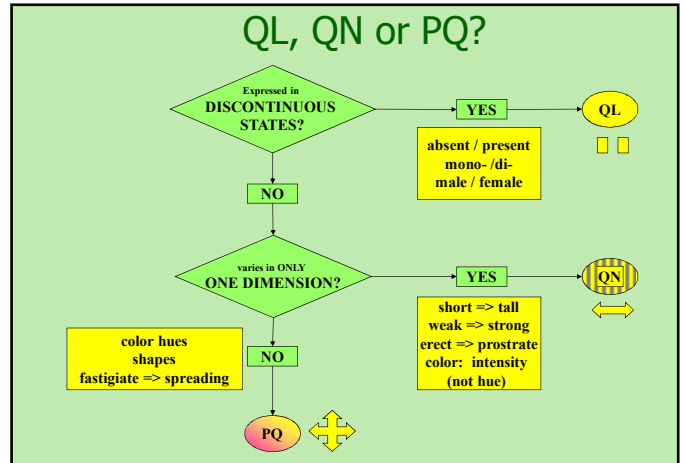 QL, QN or PQ?
Expressed in
DISCONTINUOUS
STATES?
YES
QL
absent / present
mono- /di-
male / female
NO
varies in ONLY
ONE DIMENSION?
YES
QN
short => tall
weak => strong
erect => prostrate
color:  intensity
(not hue)
color hues
shapes
fastigiate => spreading
NO
PQ